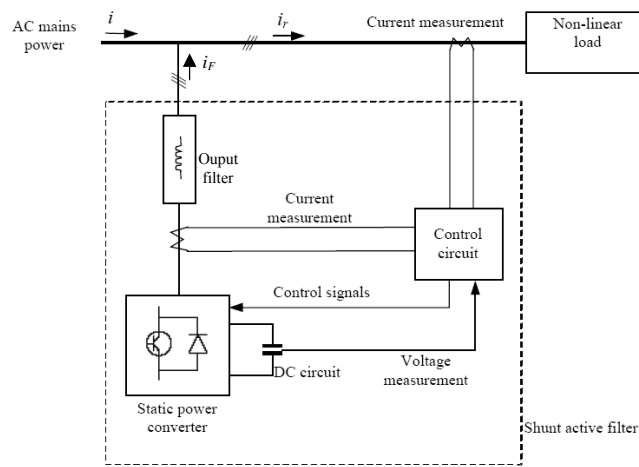 AC mains
power
i
i_r
Current measurement
Non-linear
load
i_F
Ouput
filter
Current
measurement
Control
circuit
Control signals
DC circuit
Voltage
measurement
Static power
converter
Shunt active filter